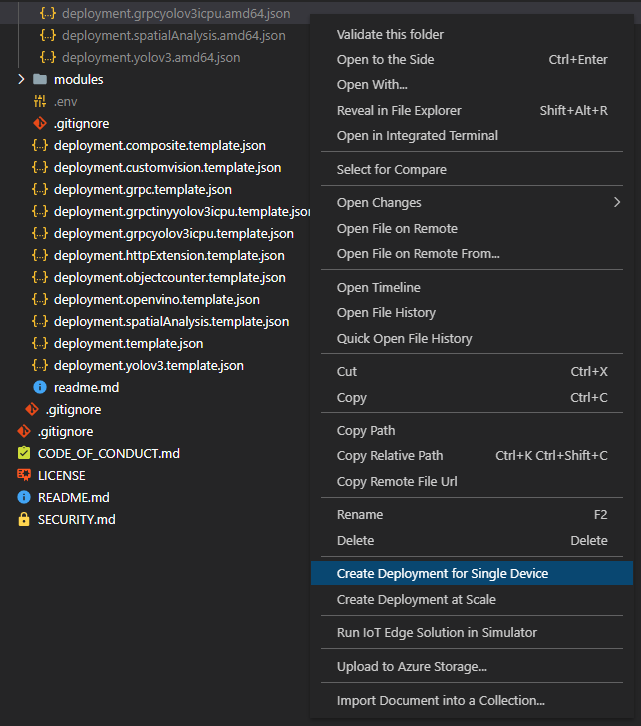 deployment.grpcyolov3icpu.amd64.json
deployment.spatialAnalysis.amd64.json
deployment.yolov3.amd64.json
modules
.env
.gitignore
deployment.composite.template.json
deployment.customvision.template.json
deployment.grpc.template.json
deployment.grpctinyyolov3icpu.template.json
deployment.grpcyolov3icpu.template.json
deployment.httpExtension.template.json
deployment.objectcounter.template.json
deployment.openvino.template.json
deployment.spatialAnalysis.template.json
deployment.template.json
deployment.yolov3.template.json
readme.md
.gitignore
.gitignore
CODE_OF_CONDUCT.md
LICENSE
README.md
SECURITY.md
Validate this folder
Open to the Side Ctrl+Enter
Open With...
Reveal in File Explorer Shift+Alt+R
Open in Integrated Terminal
Select for Compare
Open Changes
Open File on Remote
Open File on Remote From...
Open Timeline
Open File History
Quick Open File History
Cut Ctrl+X
Copy Ctrl+C
Copy Path
Copy Relative Path Ctrl+K Ctrl+Shift+C
Copy Remote File Url
Rename F2
Delete Delete
Create Deployment for Single Device
Create Deployment at Scale
Run IoT Edge Solution in Simulator
Upload to Azure Storage...
Import Document into a Collection...